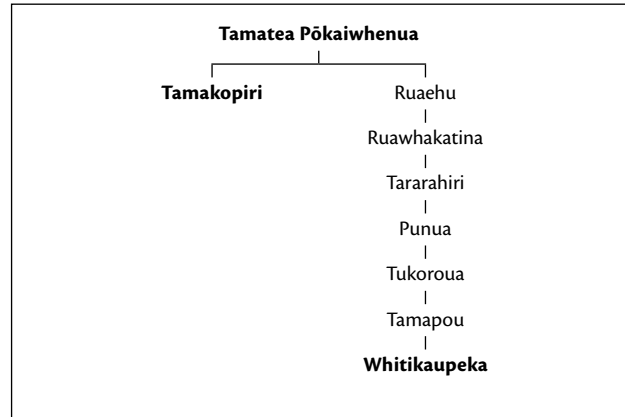 Tamatea Pōkaiwhenua
Tamakopiri Ruaehu
Ruawhakatina
Tararahiri
Punua
Tukoroua
Tamapou
Whitikaupeka